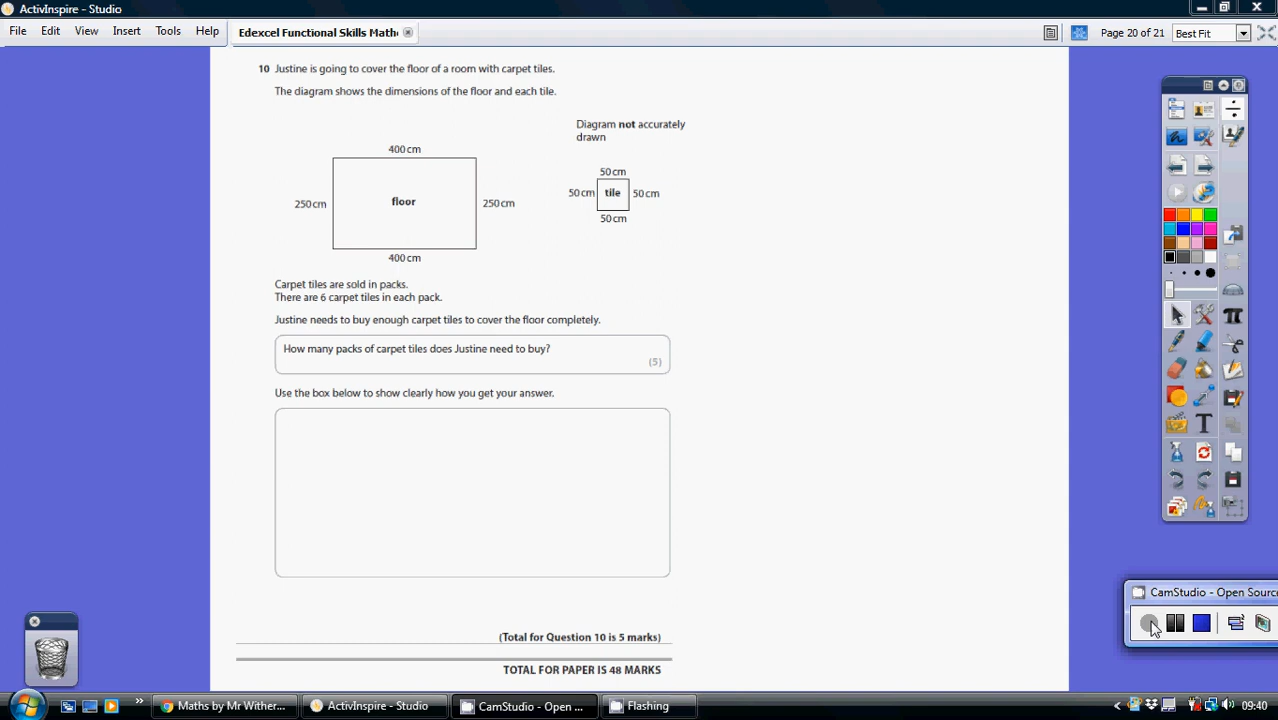 ActivInspire - Studio
File Edit View Insert Tools Help
Edexcel Functional Skills Mathe
Page 20 of 21
Best Fit
10 Justine is going to cover the floor of a room with carpet tiles.
The diagram shows the dimensions of the floor and each tile.
Diagram not accurately
drawn
400 cm
250 cm
floor
250 cm
400 cm
50 cm
50 cm
tile
50 cm
50 cm
Carpet tiles are sold in packs.
There are 6 carpet tiles in each pack.
Justine needs to buy enough carpet tiles to cover the floor completely.
How many packs of carpet tiles does Justine need to buy?
(5)
Use the box below to show clearly how you get your answer.
(Total for Question 10 is 5 marks)
TOTAL FOR PAPER IS 48 MARKS
CamStudio - Open Source
Maths by Mr Wither...
ActivInspire - Studio
CamStudio - Open ...
Flashing
09:40